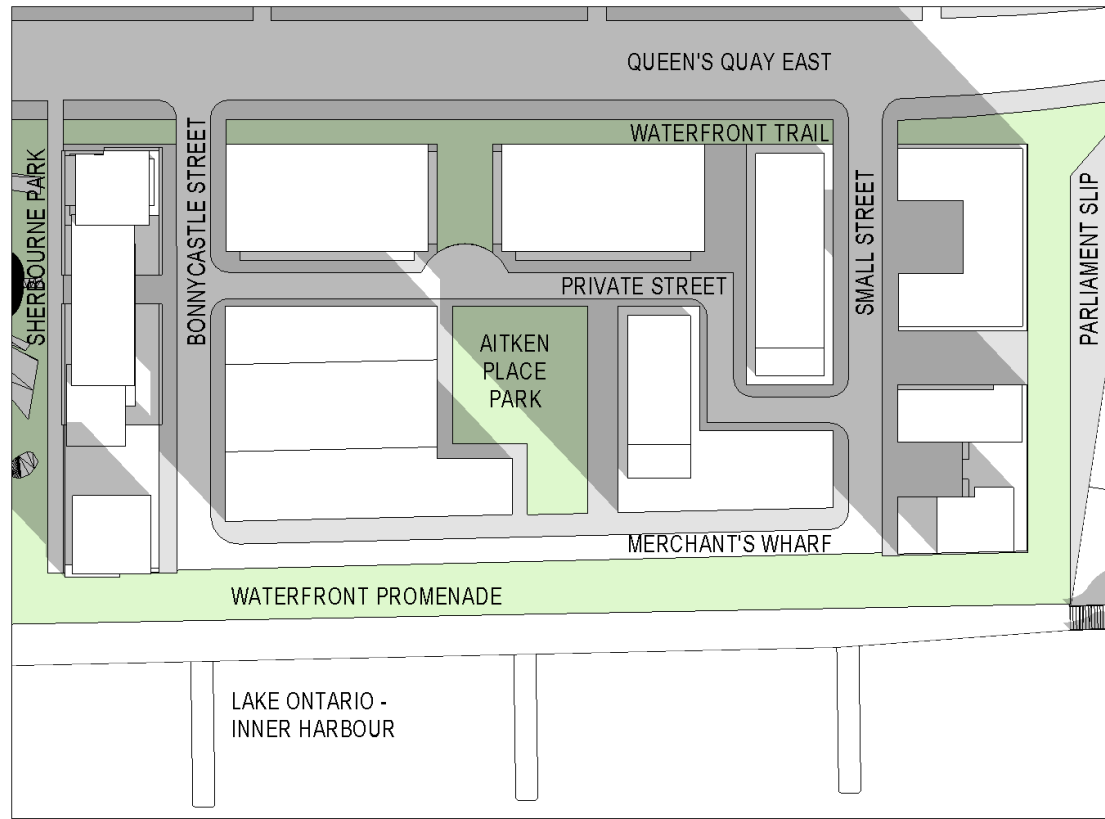 QUEEN'S QUAY EAST
WATERFRONT TRAIL
SHERBOURNE PARK
BONNYCASTLE STREET
SMALL STREET
PARLIAMENT SLIP
PRIVATE STREET
AITKEN
PLACE
PARK
MERCHANT'S WHARF
WATERFRONT PROMENADE
LAKE ONTARIO -
INNER HARBOUR